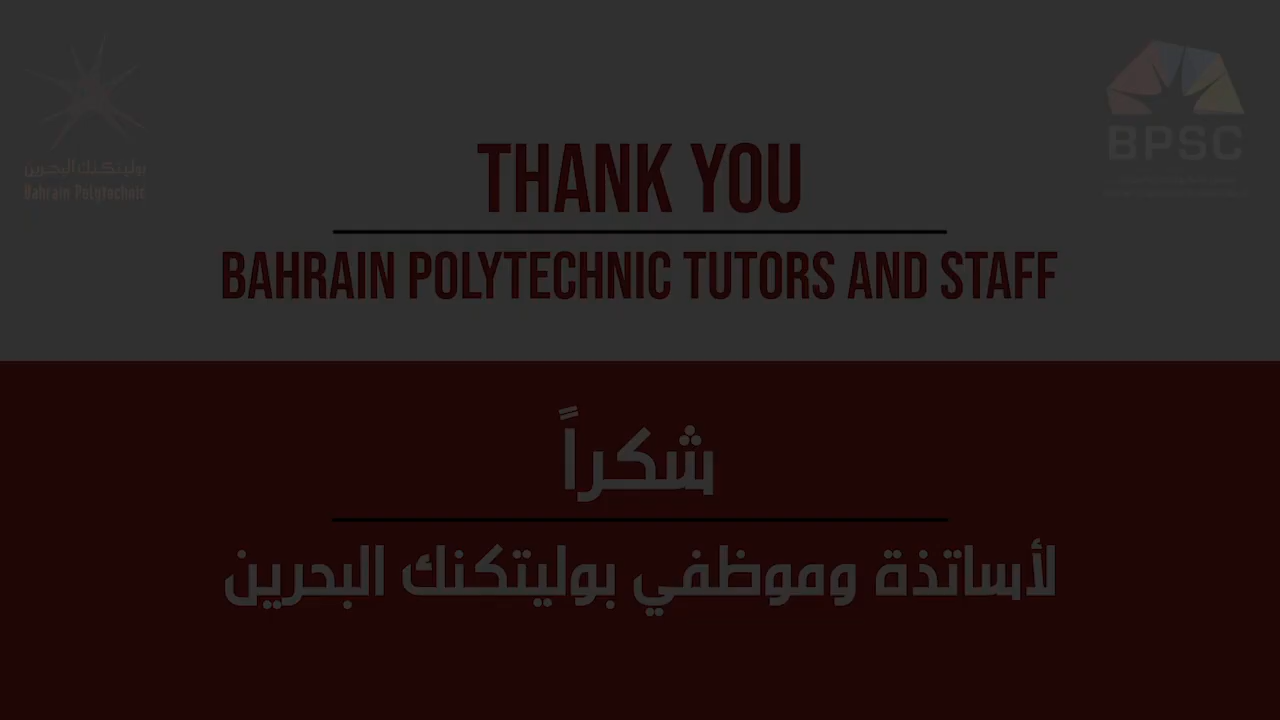 بوليتكنك البحرين
Bahrain Polytechnic
BPSC
THANK YOU
BAHRAIN POLYTECHNIC TUTORS AND STAFF
شكراً
لأساتذة وموظفي بوليتكنك البحرين